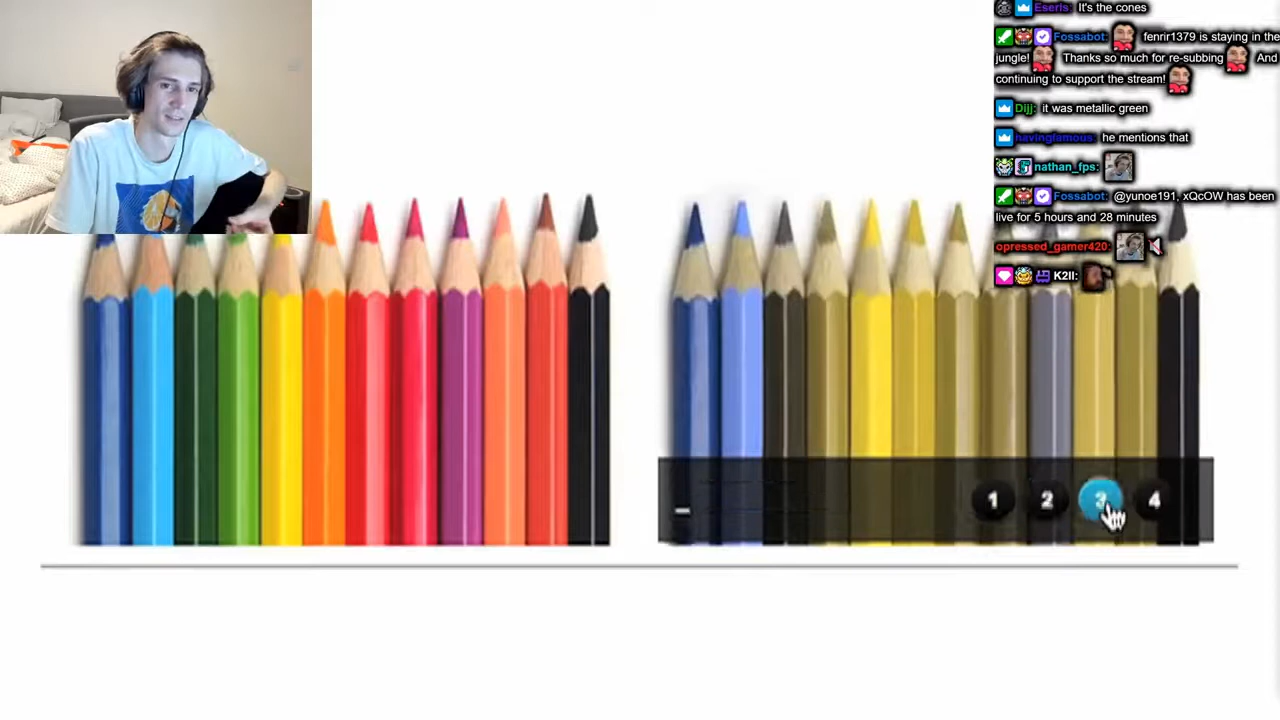 Eseris: It's the cones
Fossabot: fenrir1379 is staying in the
jungle! Thanks so much for re-subbing And
continuing to support the stream!
Dijj: it was metallic green
havingfamous: he mentions that
nathan_fps:
Fossabot: @yunoe191, xQcOW has been
live for 5 hours and 28 minutes
opressed_gamer420:
K2II:
1 2 3 4